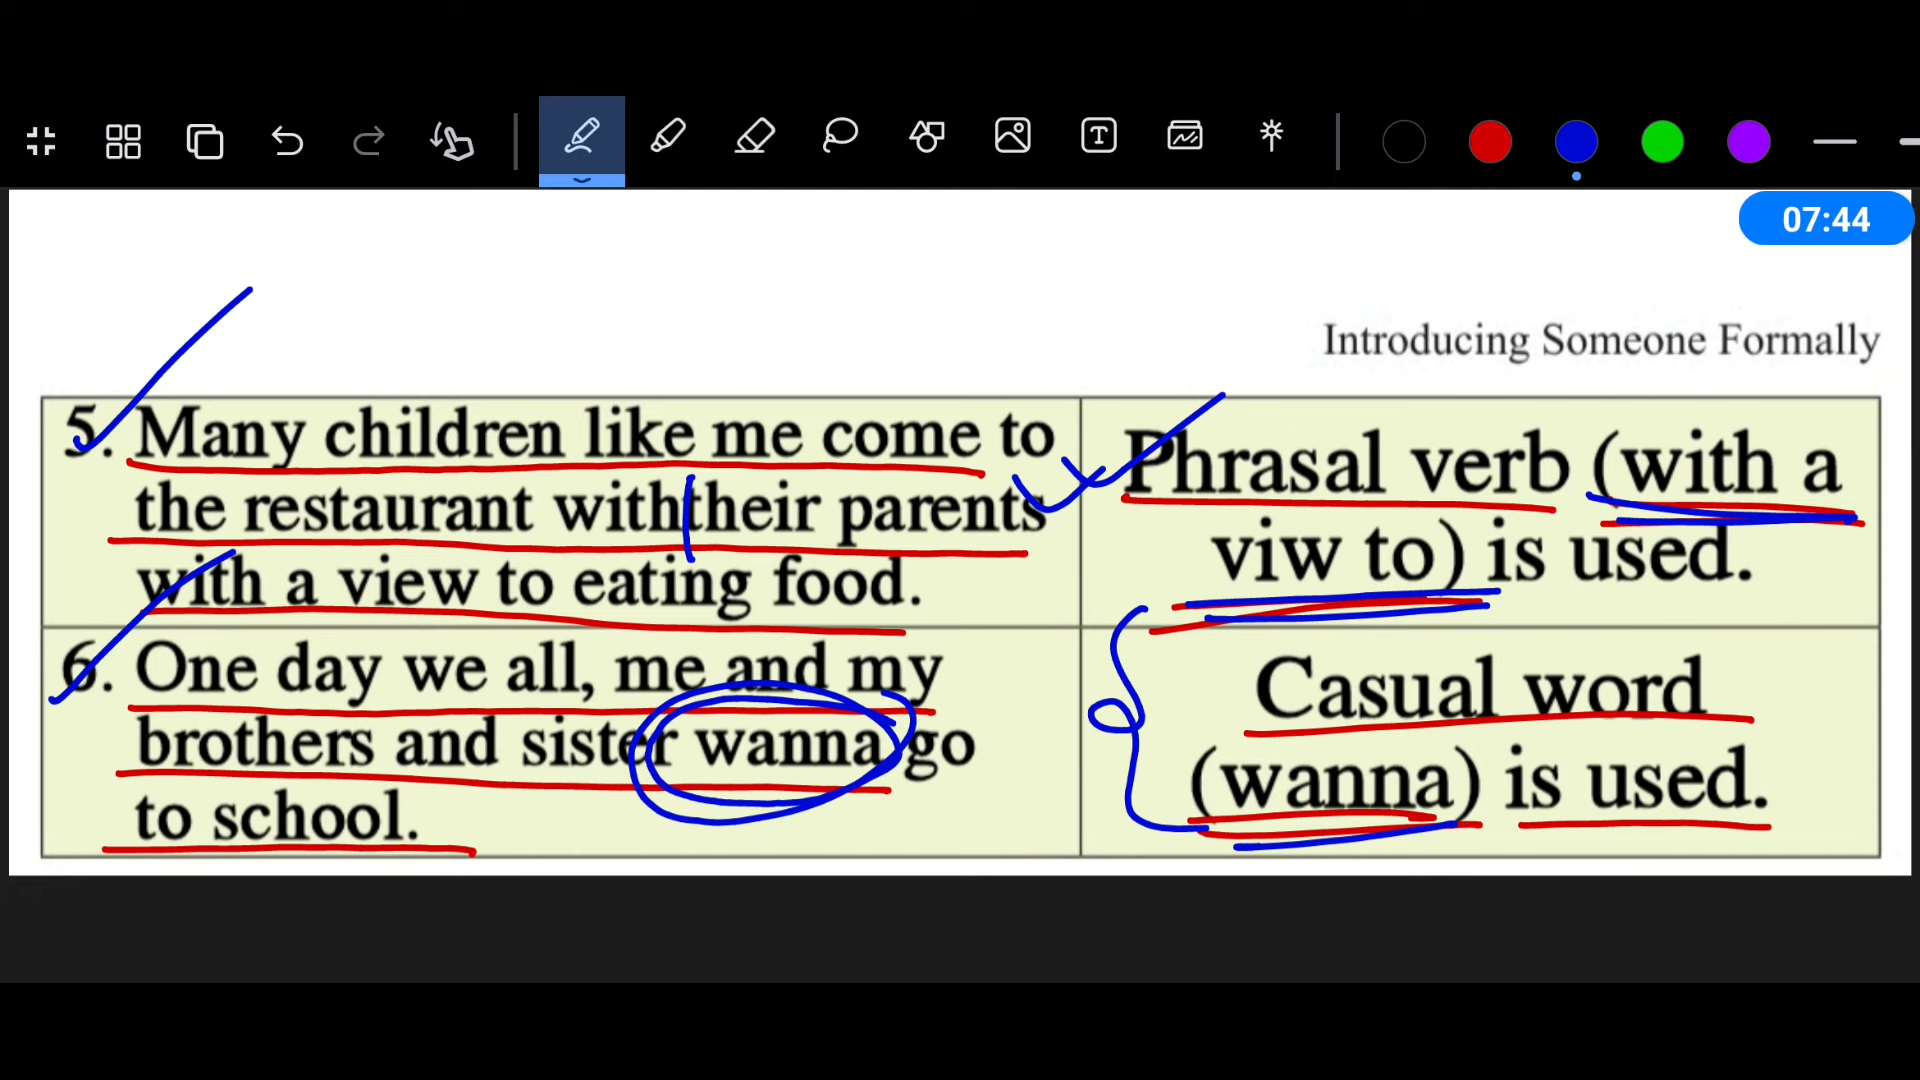 07:44
Introducing Someone Formally
5. Many children like me come to
the restaurant with their parents
with a view to eating food.
Phrasal verb (with a
viw to) is used.
6. One day we all, me and my
brothers and sister wanna go
to school.
Casual word
(wanna) is used.